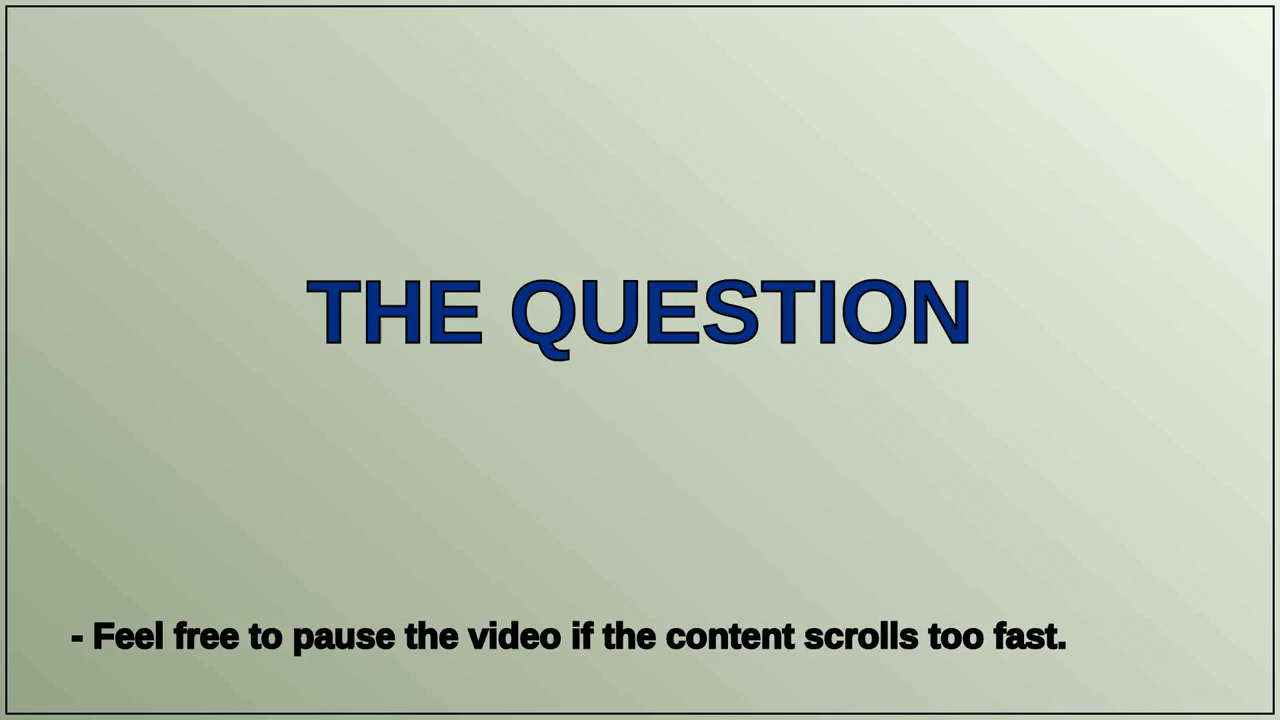 THE QUESTION
- Feel free to pause the video if the content scrolls too fast.